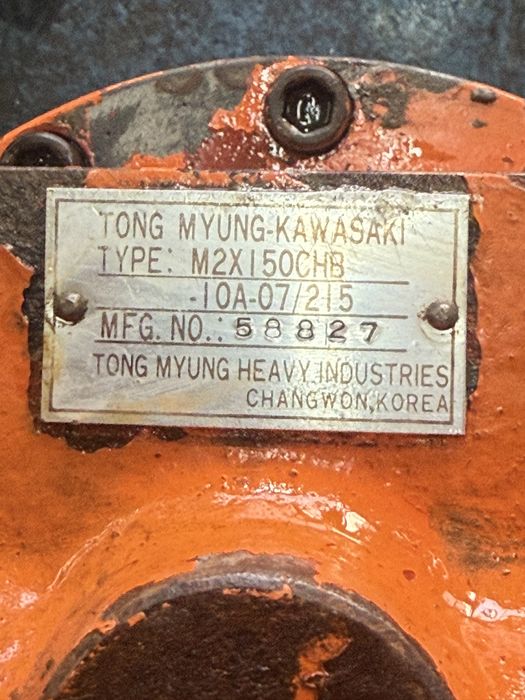 TONG MYUNG-KAWASAKI
TYPE: M2X150CHB
-10A-07/215
MFG. NO.: 58827
TONG MYUNG HEAVY INDUSTRIES
CHANGWON, KOREA